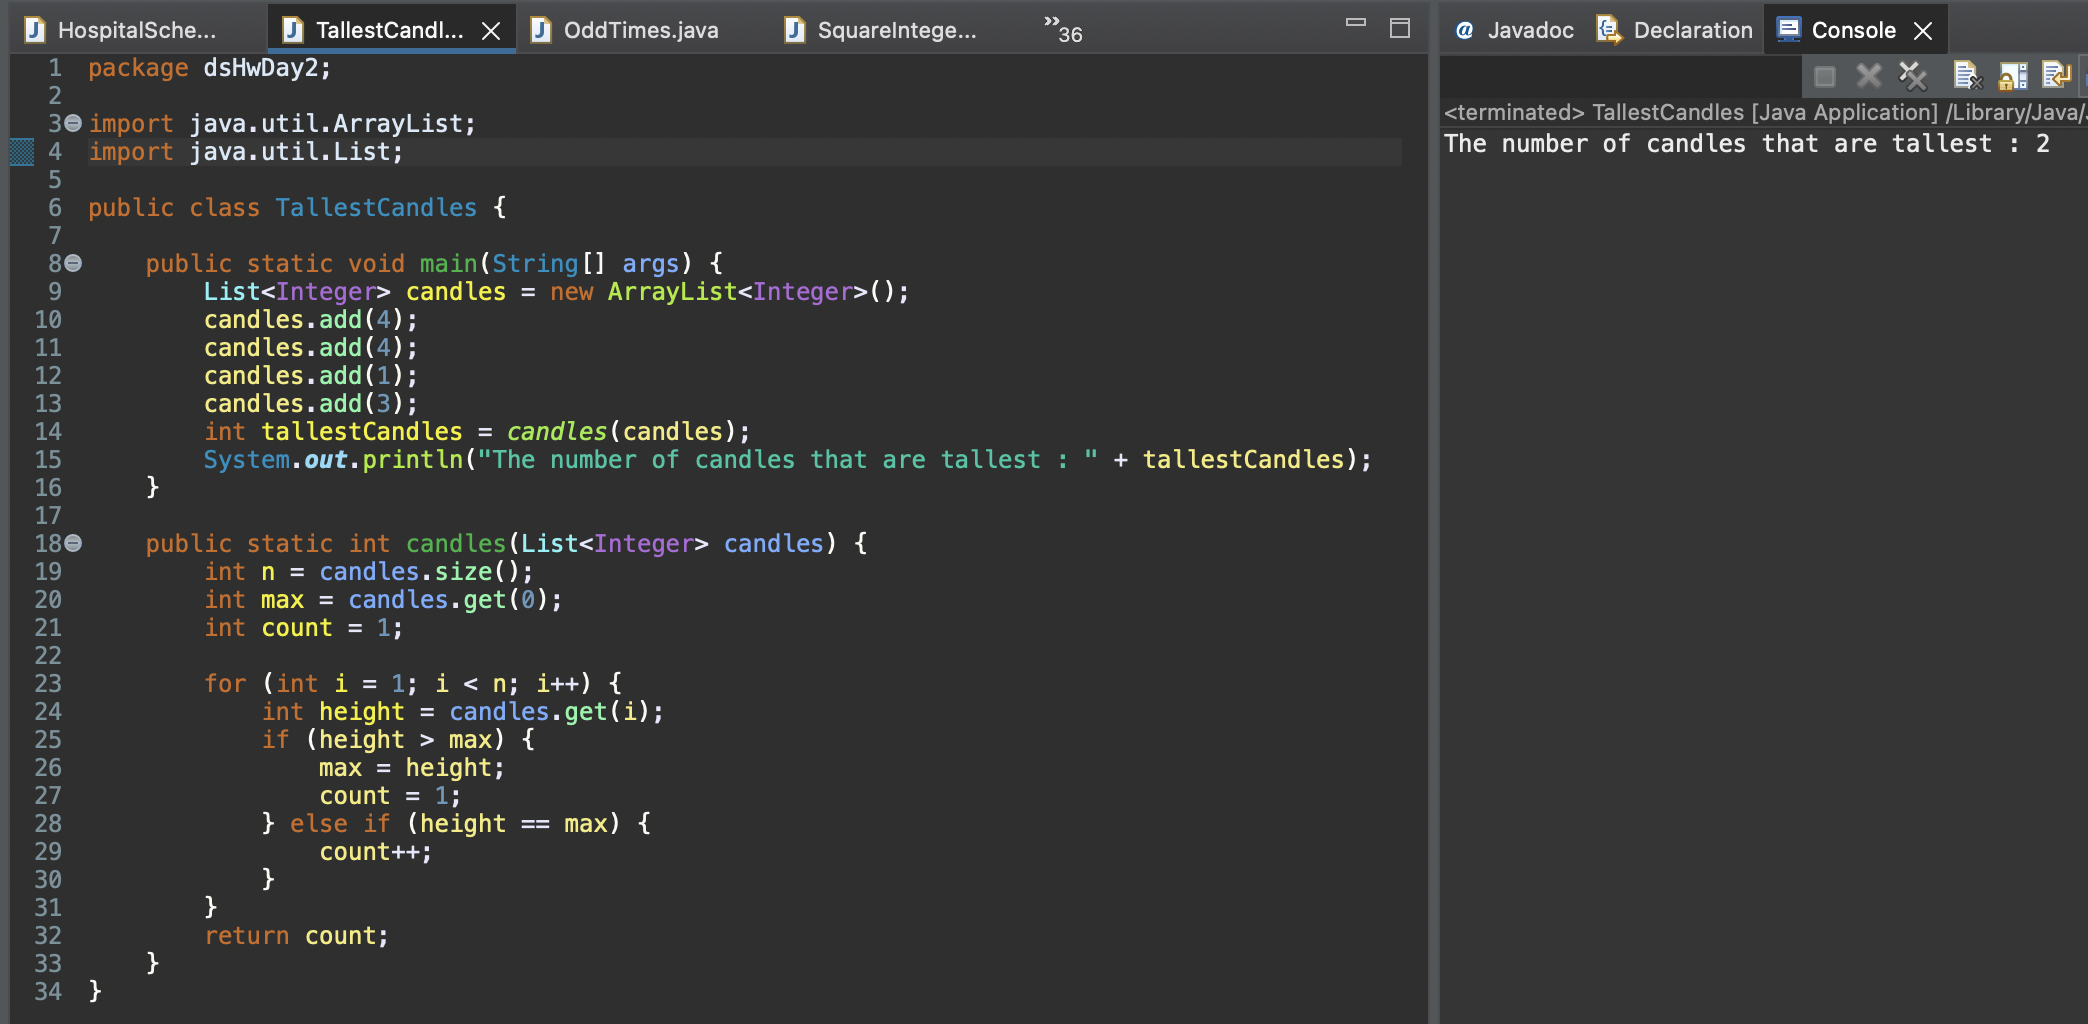 HospitalSche... TallestCandl... OddTimes.java SquareIntege... »36
Javadoc Declaration Console
1 package dsHwDay2;
2
3 import java.util.ArrayList;
4 import java.util.List;
5
6 public class TallestCandles {
7
8     public static void main(String[] args) {
9         List<Integer> candles = new ArrayList<Integer>();
10         candles.add(4);
11         candles.add(4);
12         candles.add(1);
13         candles.add(3);
14         int tallestCandles = candles(candles);
15         System.out.println("The number of candles that are tallest : " + tallestCandles);
16     }
17
18     public static int candles(List<Integer> candles) {
19         int n = candles.size();
20         int max = candles.get(0);
21         int count = 1;
22
23         for (int i = 1; i < n; i++) {
24             int height = candles.get(i);
25             if (height > max) {
26                 max = height;
27                 count = 1;
28             } else if (height == max) {
29                 count++;
30             }
31         }
32         return count;
33     }
34 }
<terminated> TallestCandles [Java Application] /Library/Java/
The number of candles that are tallest : 2